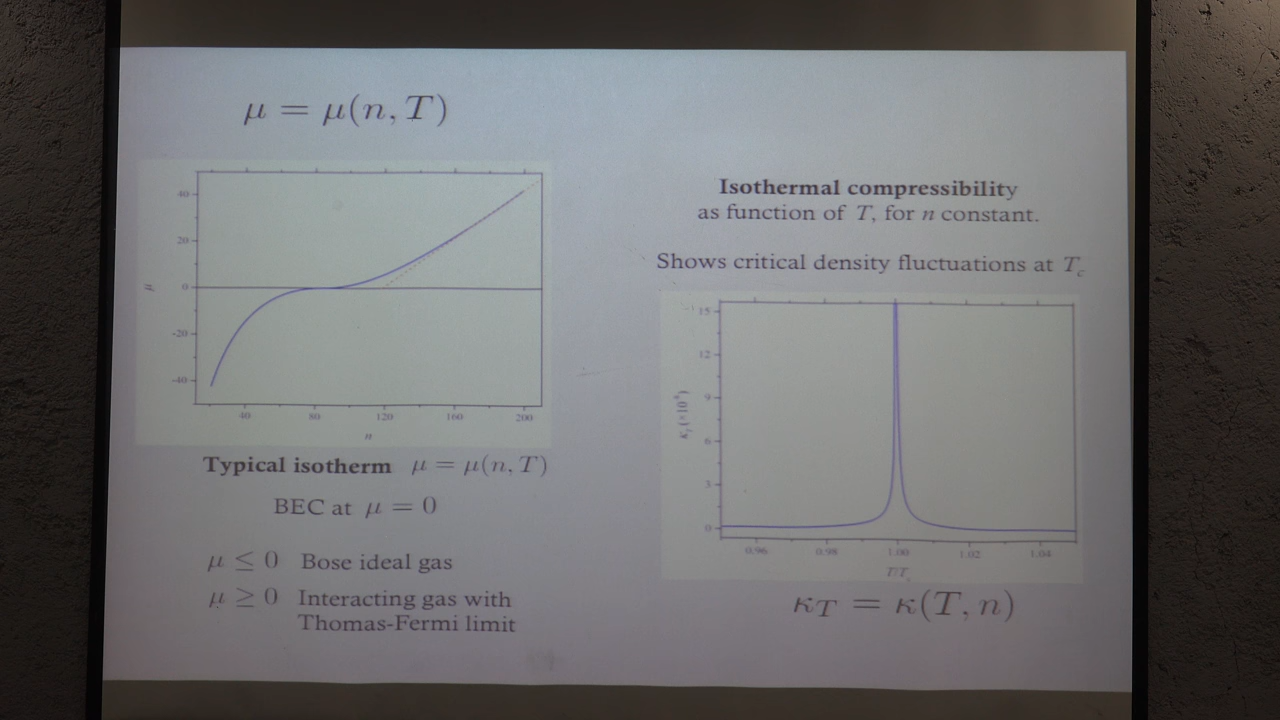 μ = μ(n, T)
40
20
0
-20
-40
μ
40
80
120
160
200
n
Typical isotherm μ = μ(n, T)
BEC at μ = 0
μ ≤ 0 Bose ideal gas
μ ≥ 0 Interacting gas with
Thomas-Fermi limit
Isothermal compressibility
as function of T, for n constant.
Shows critical density fluctuations at T_c
15
12
9
6
3
0
0.96
0.98
1.00
1.02
1.04
κ_T = κ(T, n)